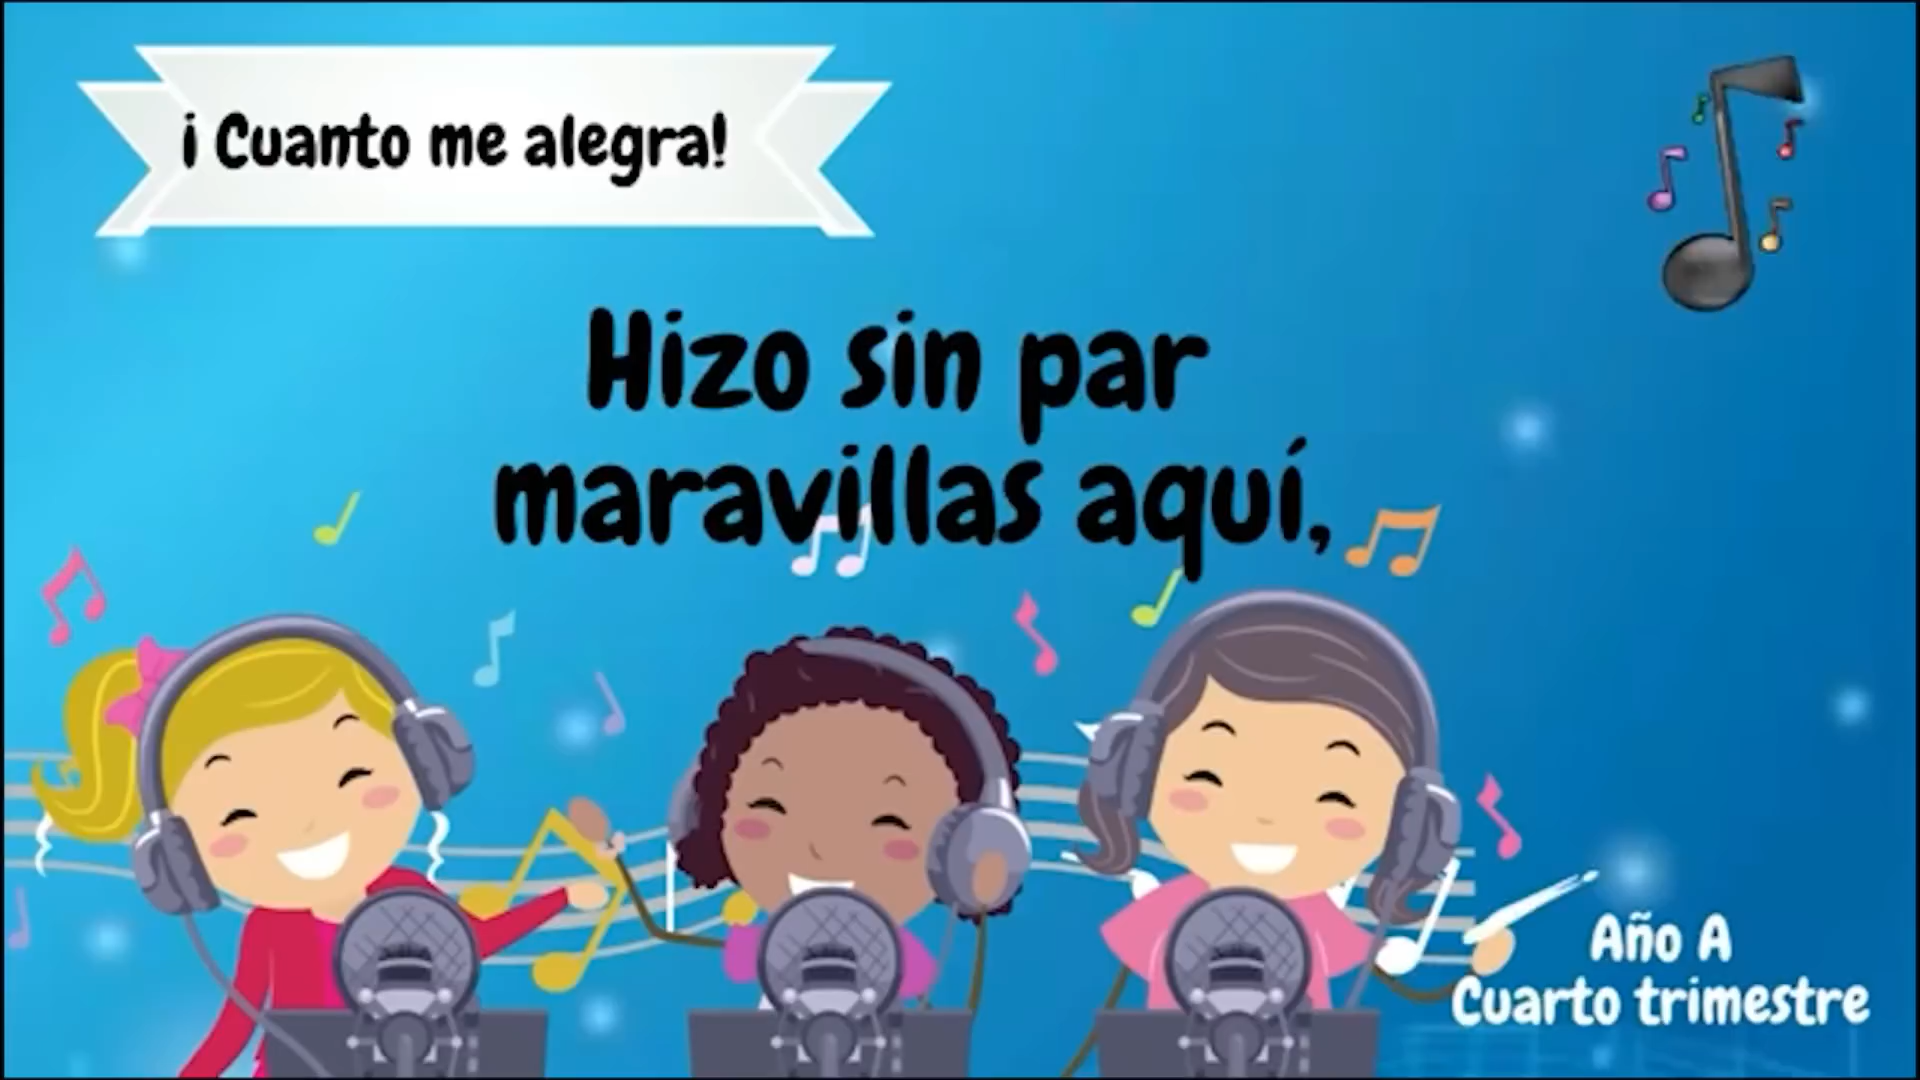 ¡ Cuanto me alegra!
Hizo sin par
maravillas aquí,
Año A
Cuarto trimestre